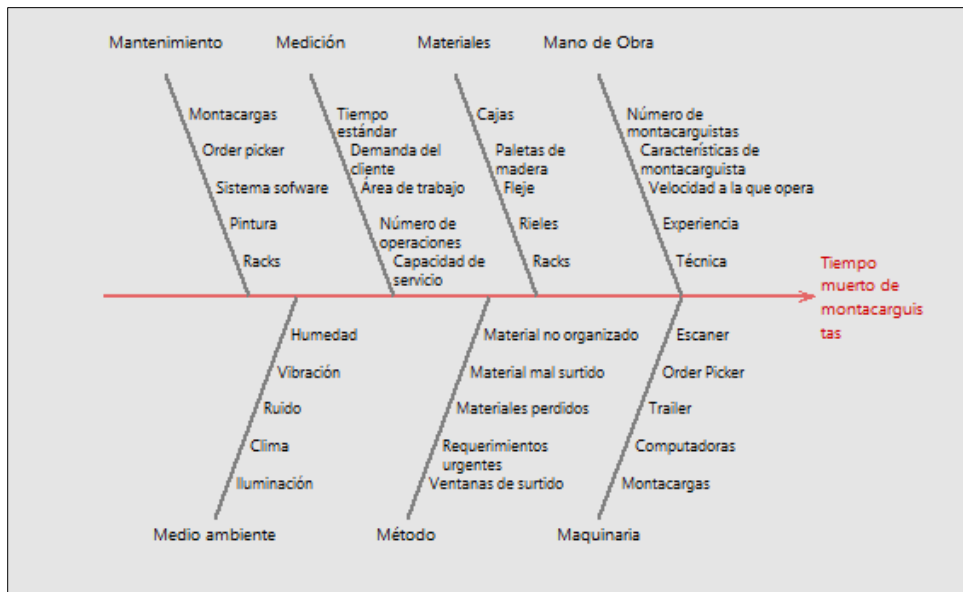 Mantenimiento
Medición
Materiales
Mano de Obra
Montacargas
Order picker
Sistema sofware
Pintura
Racks
Tiempo
estándar
Demanda del
cliente
Área de trabajo
Número de
operaciones
Capacidad de
servicio
Cajas
Paletas de
madera
Fleje
Rieles
Racks
Número de
montacarguistas
Características de
montacarguista
Velocidad a la que opera
Experiencia
Técnica
Tiempo
muerto de
montacarguis
tas
Humedad
Vibración
Ruido
Clima
Iluminación
Medio ambiente
Material no organizado
Material mal surtido
Materiales perdidos
Requerimientos
urgentes
Ventanas de surtido
Método
Escaner
Order Picker
Trailer
Computadoras
Montacargas
Maquinaria